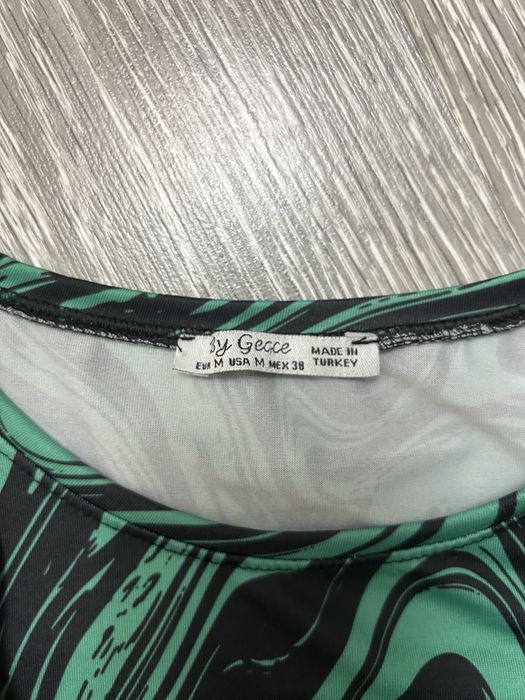 By Gecce
EUR M USA M MEX 38
MADE IN
TURKEY